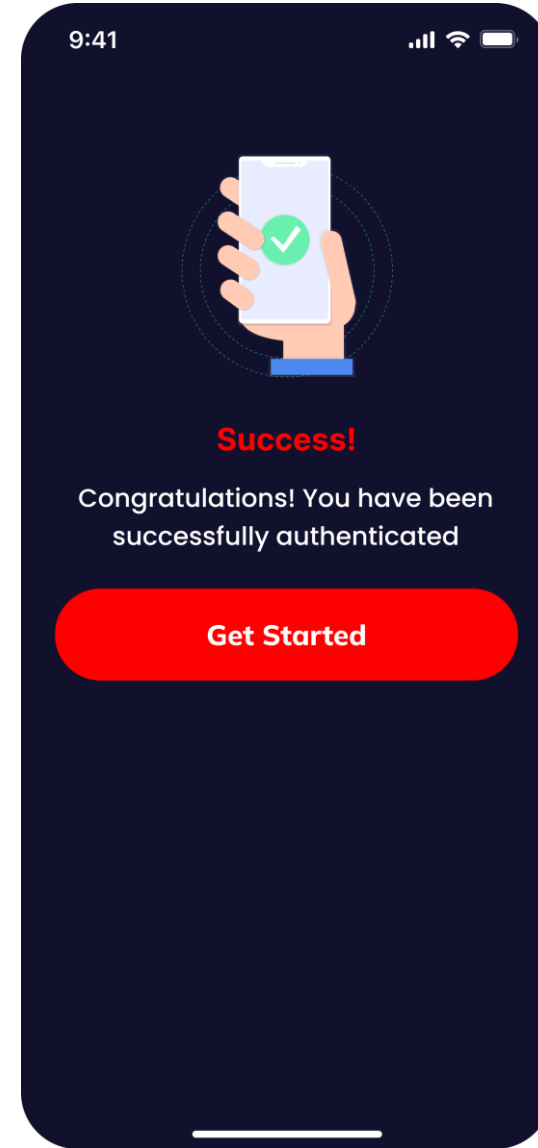 9:41
Success!
Congratulations! You have been
successfully authenticated
Get Started